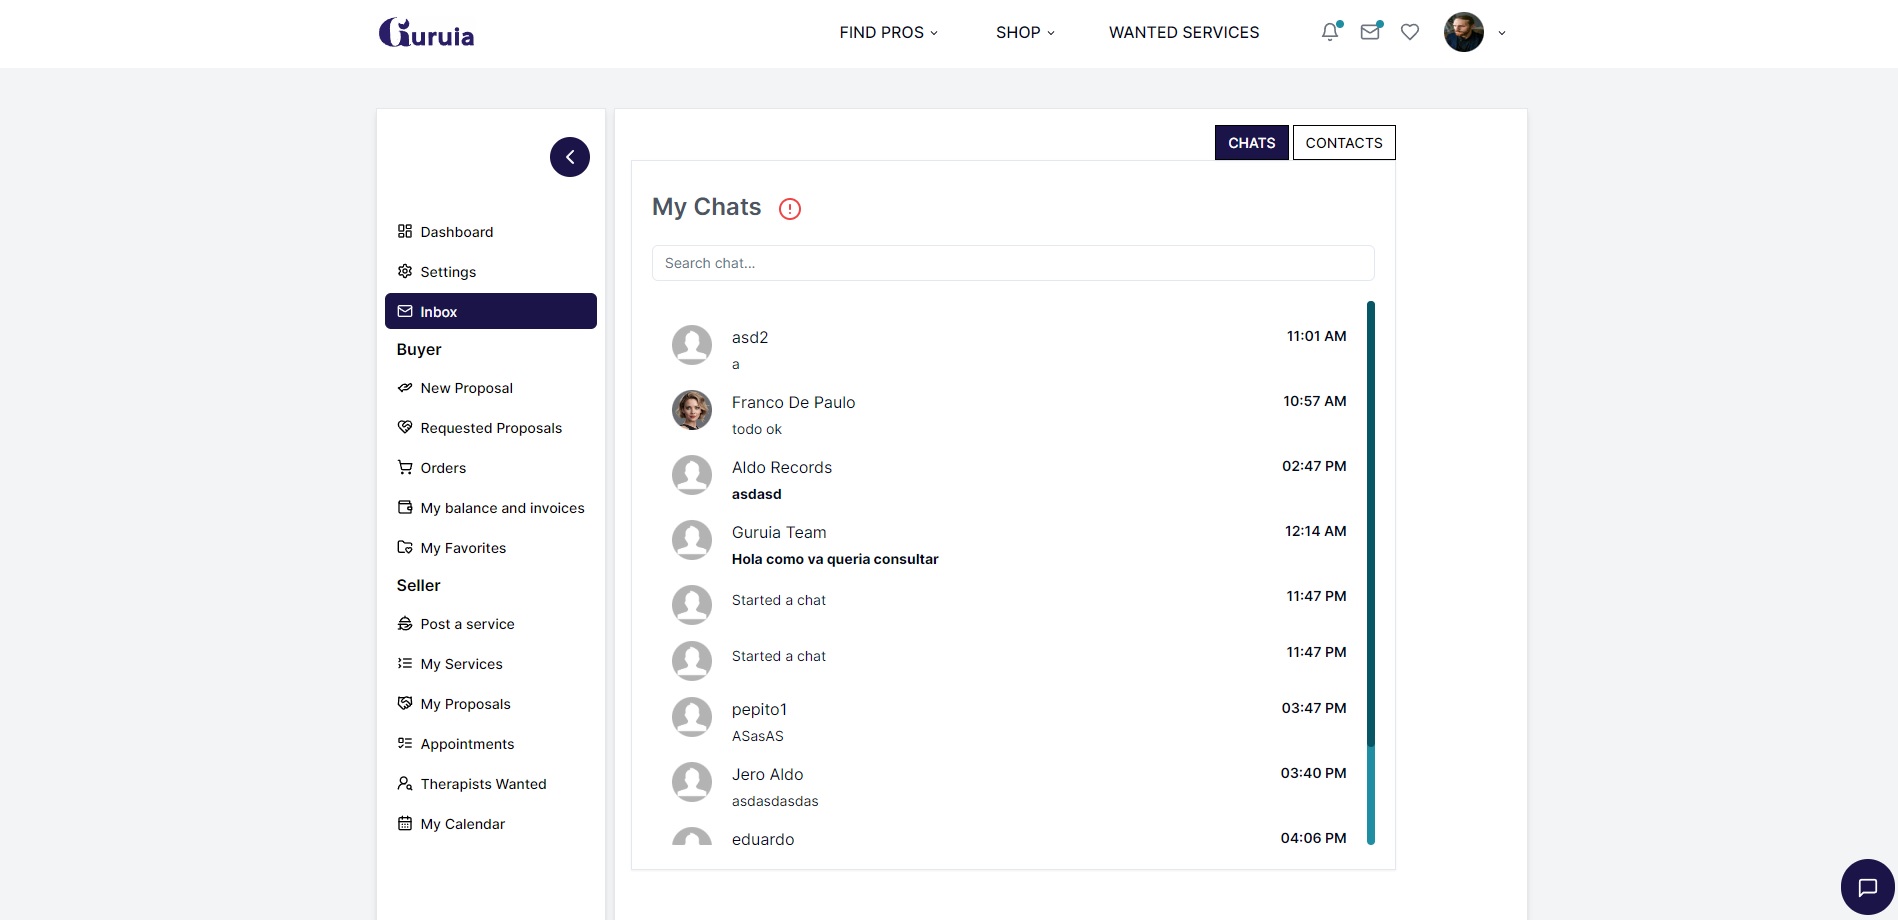 Guruia
FIND PROS
SHOP
WANTED SERVICES
CHATS
CONTACTS
My Chats
Search chat...
Dashboard
Settings
Inbox
Buyer
New Proposal
Requested Proposals
Orders
My balance and invoices
My Favorites
Seller
Post a service
My Services
My Proposals
Appointments
Therapists Wanted
My Calendar
asd2
11:01 AM
a
Franco De Paulo
10:57 AM
todo ok
Aldo Records
02:47 PM
asdasd
Guruia Team
12:14 AM
Hola como va queria consultar
Started a chat
11:47 PM
Started a chat
11:47 PM
pepito1
03:47 PM
ASasAS
Jero Aldo
03:40 PM
asdasdasdas
eduardo
04:06 PM